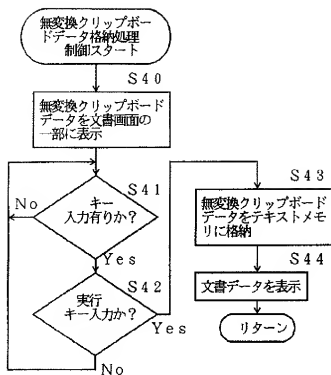 無変換クリップボー
ドデータ格納処理
制御スタート
S40
無変換クリップボード
データを文書画面の
一部に表示
S41
キー
入力有りか?
No
Yes
S42
実行
キー入力か?
Yes
No
S43
無変換クリップボード
データをテキストメモ
リに格納
S44
文書データを表示
リターン